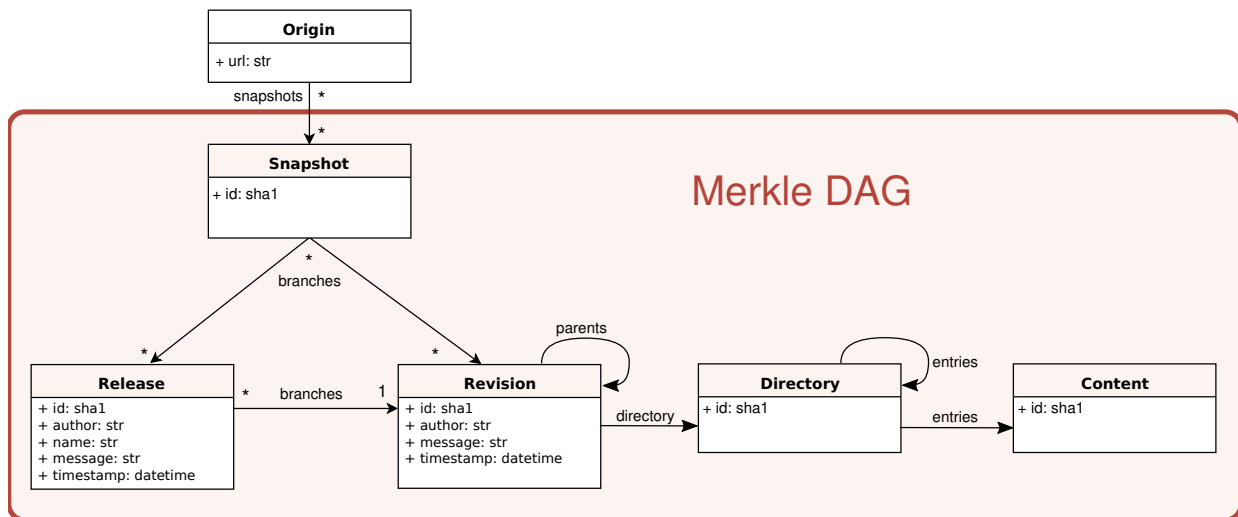 Origin
+ url: str
snapshots
*
*
Snapshot
+ id: sha1
Merkle DAG
*
branches
*
*
parents
entries
Release
+ id: sha1
+ author: str
+ name: str
+ message: str
+ timestamp: datetime
*
branches
1
Revision
+ id: sha1
+ author: str
+ message: str
+ timestamp: datetime
directory
Directory
+ id: sha1
entries
Content
+ id: sha1